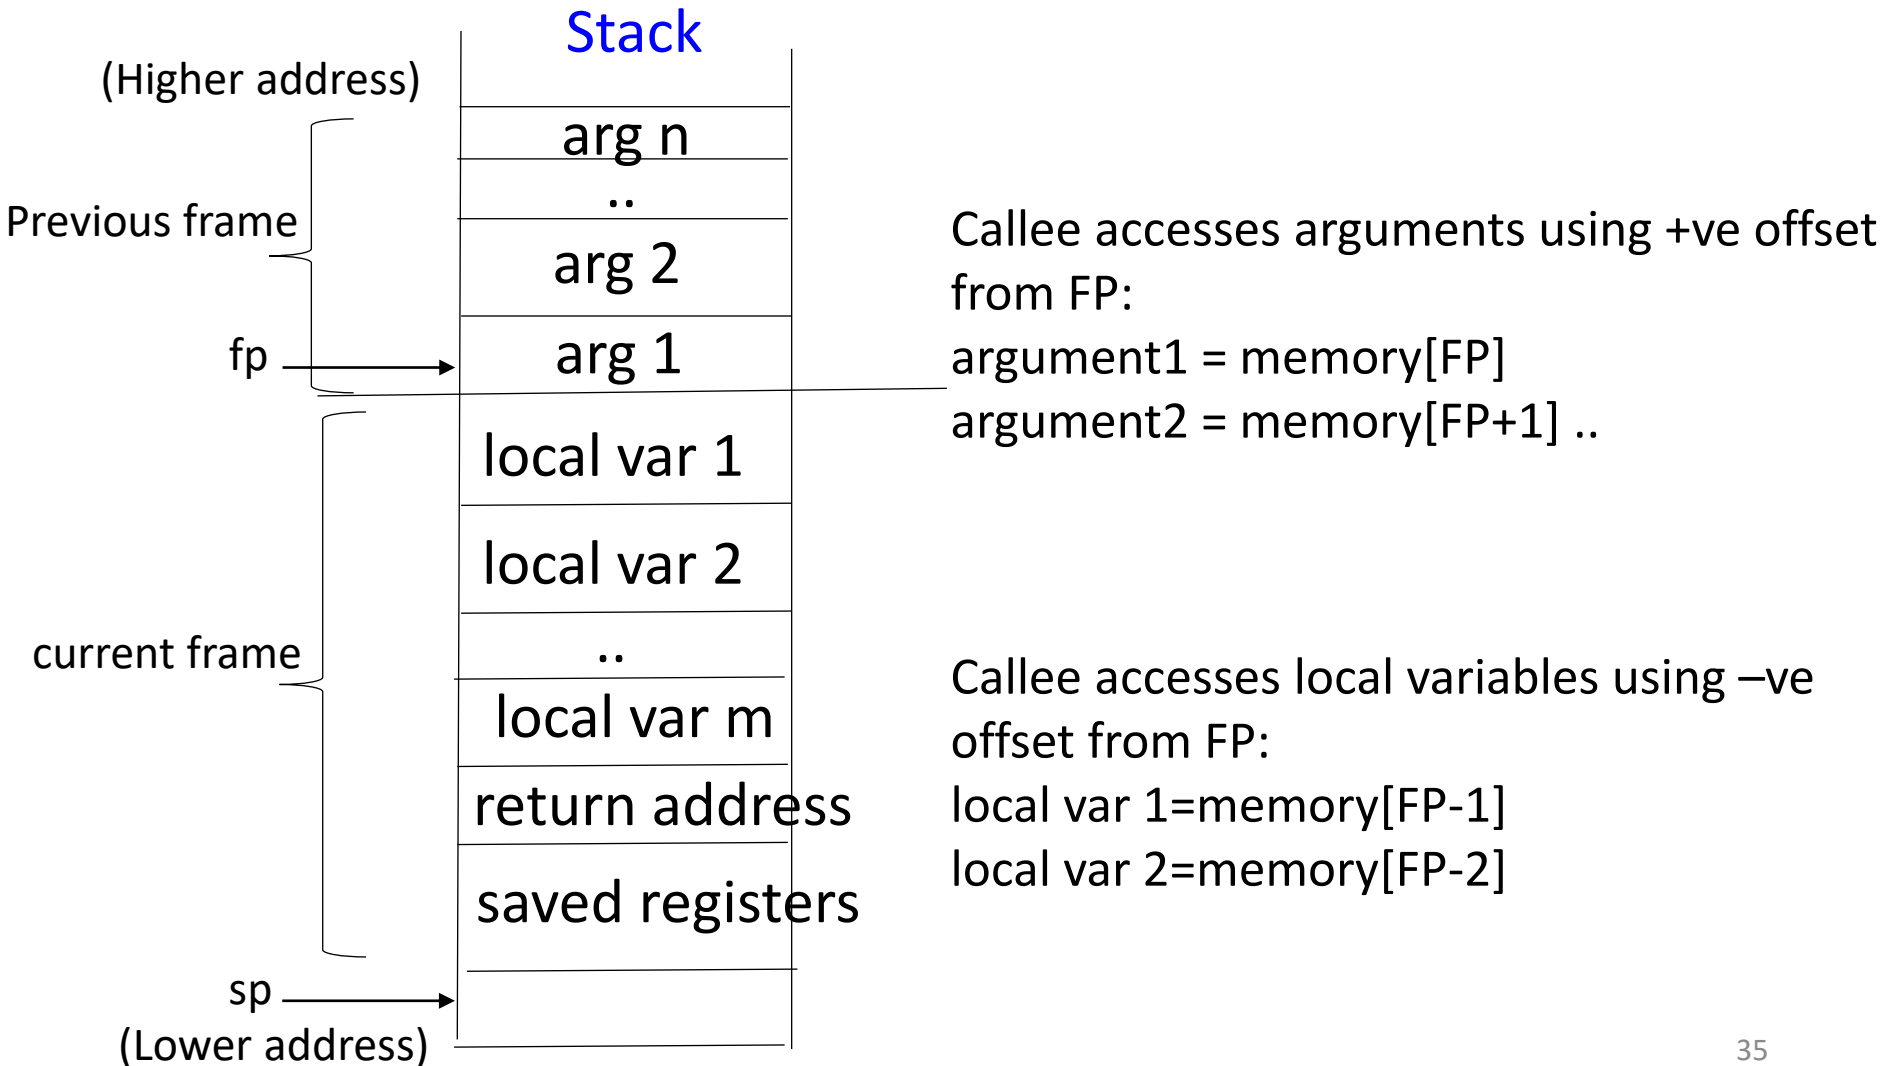 Stack
(Higher address)
arg n
..
Previous frame
arg 2
fp
arg 1
local var 1
local var 2
..
current frame
local var m
return address
saved registers
sp
(Lower address)
Callee accesses arguments using +ve offset
from FP:
argument1 = memory[FP]
argument2 = memory[FP+1] ..
Callee accesses local variables using –ve
offset from FP:
local var 1=memory[FP-1]
local var 2=memory[FP-2]
35